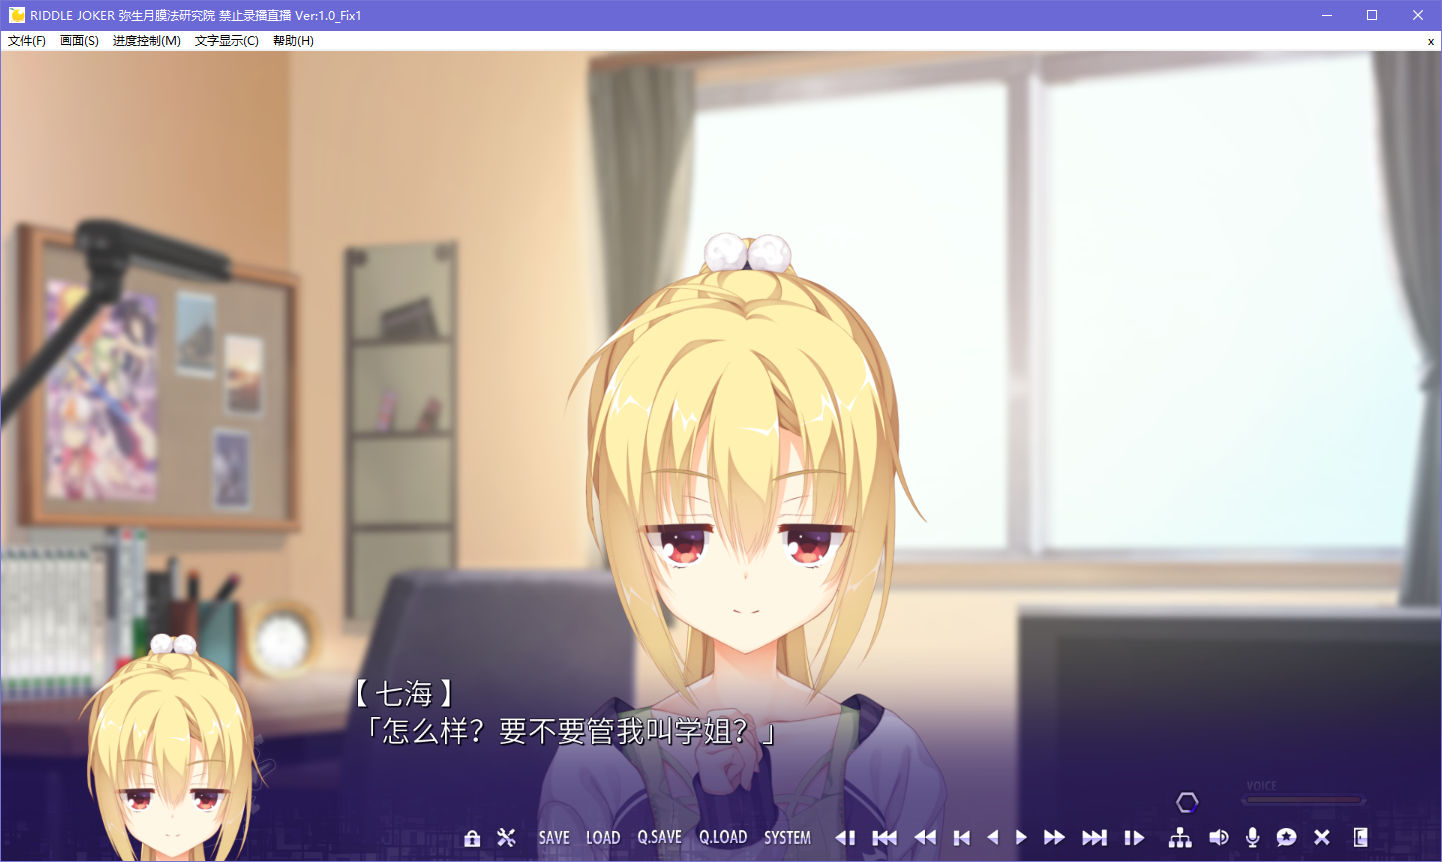 RIDDLE JOKER 弥生月膜法研究院 禁止录播直播 Ver:1.0_Fix1
文件(F) 画面(S) 进度控制(M) 文字显示(C) 帮助(H) x
【 七海 】
「怎么样？要不要管我叫学姐？」
VOICE
SAVE LOAD Q.SAVE Q.LOAD SYSTEM